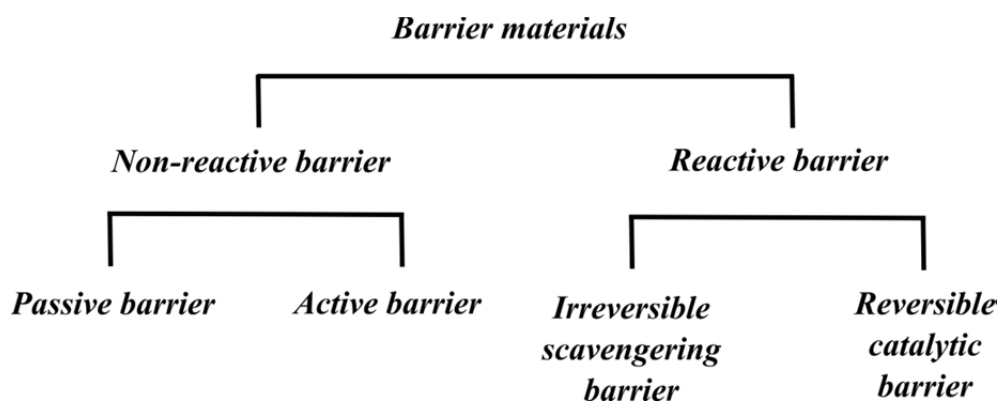 Barrier materials
Non-reactive barrier
Reactive barrier
Passive barrier
Active barrier
Irreversible
scavengering
barrier
Reversible
catalytic
barrier